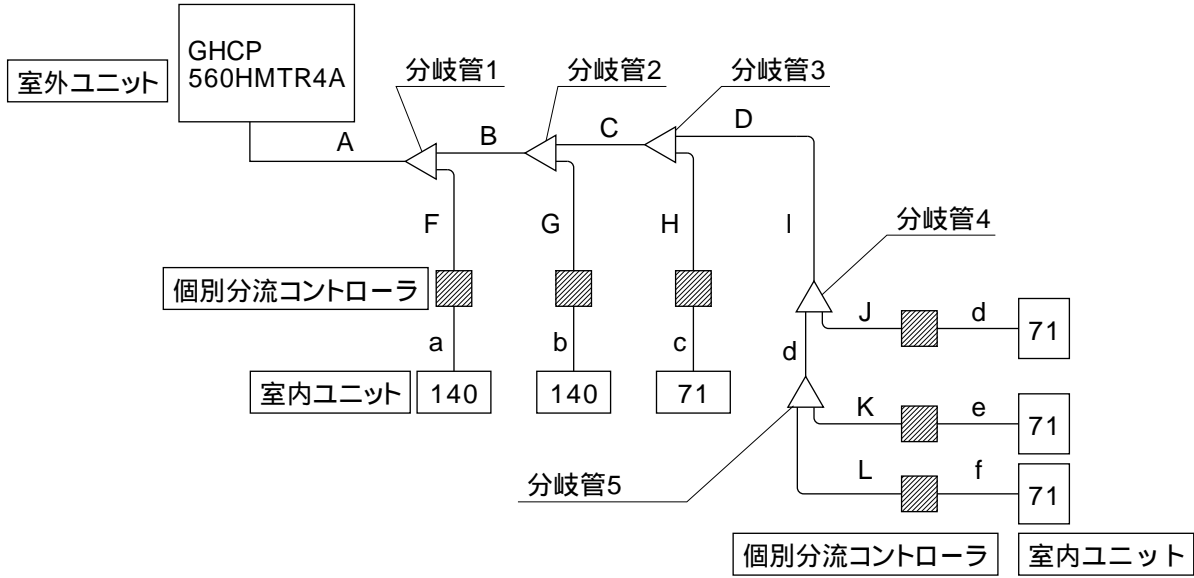 GHCP
560HMTR4A
室外ユニット
分岐管1
分岐管2
分岐管3
A
B
C
D
F
G
H
I
分岐管4
個別分流コントローラ
J
d
71
a
b
c
d
室内ユニット
140
140
71
K
e
71
分岐管5
L
f
71
個別分流コントローラ
室内ユニット